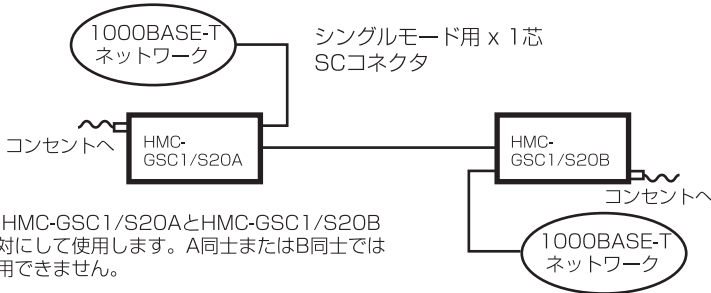 1000BASE-T
ネットワーク
シングルモード用 x 1芯
SCコネクタ
コンセントへ
HMC-
GSC1/S20A
HMC-
GSC1/S20B
コンセントへ
HMC-GSC1/S20AとHMC-GSC1/S20B
対にして使用します。A同士またはB同士では
用できません。
1000BASE-T
ネットワーク